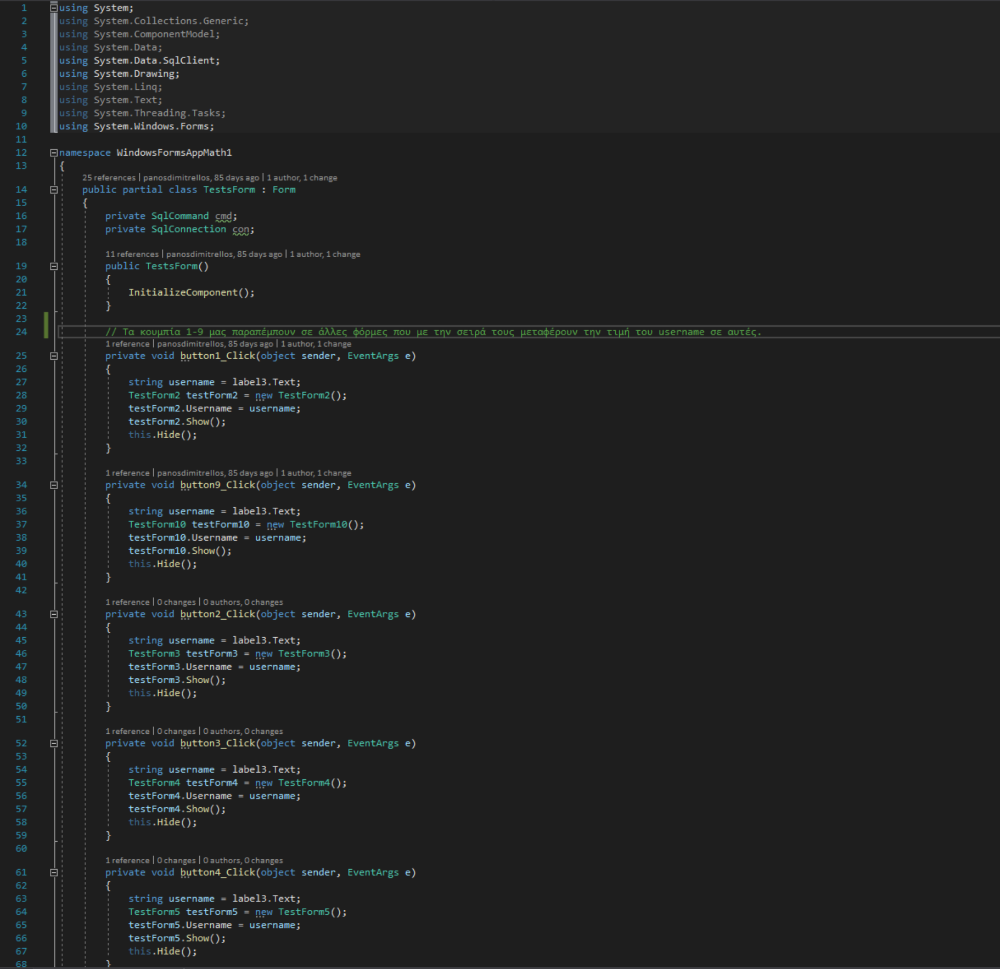 1 using System;
2 using System.Collections.Generic;
3 using System.ComponentModel;
4 using System.Data;
5 using System.Data.SqlClient;
6 using System.Drawing;
7 using System.Linq;
8 using System.Text;
9 using System.Threading.Tasks;
10 using System.Windows.Forms;
11
12 namespace WindowsFormsAppMath1
13 {
25 references | panosdimitrellos, 85 days ago | 1 author, 1 change
14 public partial class TestsForm : Form
15 {
16 private SqlCommand cmd;
17 private SqlConnection con;
18
11 references | panosdimitrellos, 85 days ago | 1 author, 1 change
19 public TestsForm()
20 {
21 InitializeComponent();
22 }
23
24 // Τα κουμπία 1-9 μας παραπέμπουν σε άλλες φόρμες που με την σειρά τους μεταφέρουν την τιμή του username σε αυτές.
1 reference | panosdimitrellos, 85 days ago | 1 author, 1 change
25 private void button1_Click(object sender, EventArgs e)
26 {
27 string username = label3.Text;
28 TestForm2 testForm2 = new TestForm2();
29 testForm2.Username = username;
30 testForm2.Show();
31 this.Hide();
32 }
33
1 reference | panosdimitrellos, 85 days ago | 1 author, 1 change
34 private void button9_Click(object sender, EventArgs e)
35 {
36 string username = label3.Text;
37 TestForm10 testForm10 = new TestForm10();
38 testForm10.Username = username;
39 testForm10.Show();
40 this.Hide();
41 }
42
1 reference | 0 changes | 0 authors, 0 changes
43 private void button2_Click(object sender, EventArgs e)
44 {
45 string username = label3.Text;
46 TestForm3 testForm3 = new TestForm3();
47 testForm3.Username = username;
48 testForm3.Show();
49 this.Hide();
50 }
51
1 reference | 0 changes | 0 authors, 0 changes
52 private void button3_Click(object sender, EventArgs e)
53 {
54 string username = label3.Text;
55 TestForm4 testForm4 = new TestForm4();
56 testForm4.Username = username;
57 testForm4.Show();
58 this.Hide();
59 }
60
1 reference | 0 changes | 0 authors, 0 changes
61 private void button4_Click(object sender, EventArgs e)
62 {
63 string username = label3.Text;
64 TestForm5 testForm5 = new TestForm5();
65 testForm5.Username = username;
66 testForm5.Show();
67 this.Hide();
68 }